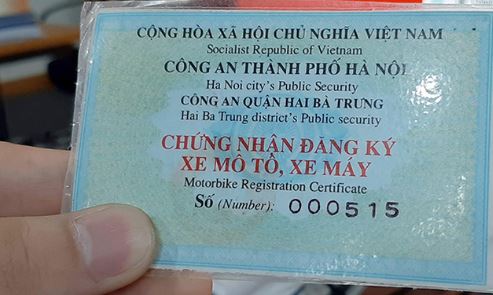 CỘNG HÒA XÃ HỘI CHỦ NGHĨA VIỆT NAM
Socialist Republic of Vietnam
CÔNG AN THÀNH PHỐ HÀ NỘI
Ha Noi city's Public Security
CÔNG AN QUẬN HAI BÀ TRƯNG
Hai Ba Trung district's Public security
CHỨNG NHẬN ĐĂNG KÝ
XE MÔ TÔ, XE MÁY
Motorbike Registration Certificate
Số (Number): 000515